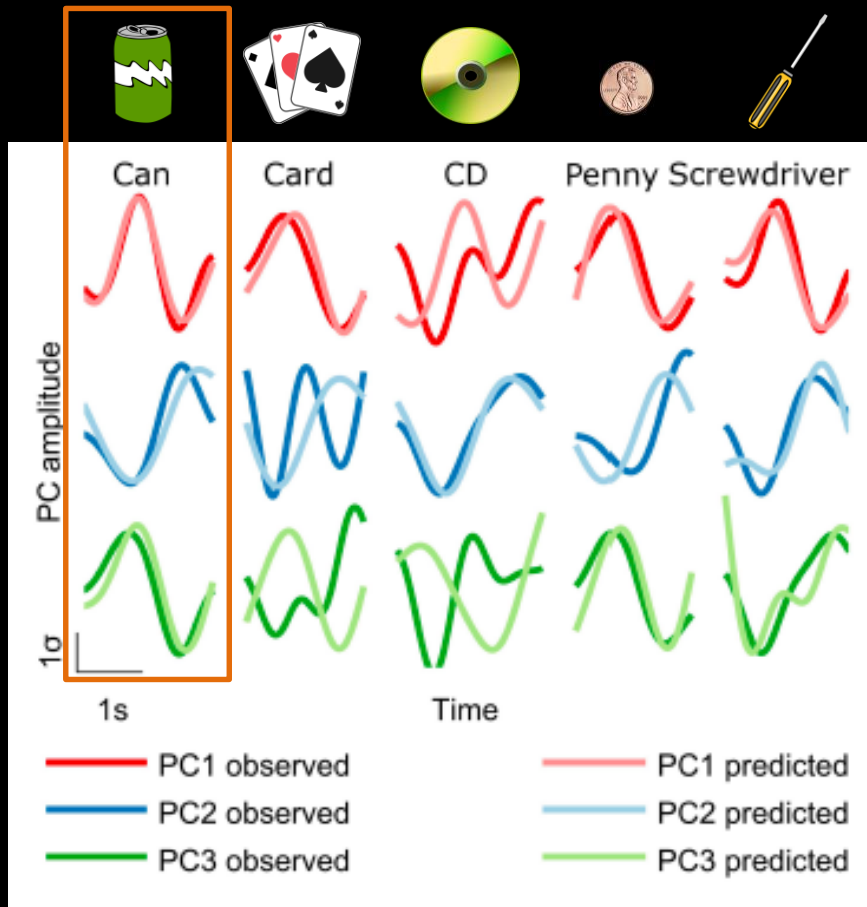 Can Card CD Penny Screwdriver
PC amplitude
1σ
1s Time
PC1 observed PC1 predicted
PC2 observed PC2 predicted
PC3 observed PC3 predicted